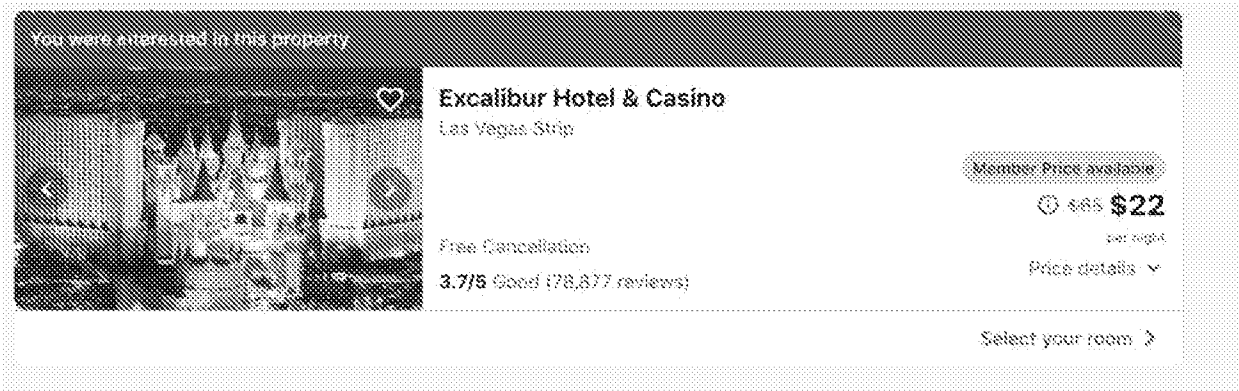 You were interested in this property
Excalibur Hotel & Casino
Las Vegas Strip
Member Price available
$65 $22
per night
Free Cancellation
Price details
3.7/5 Good (78,877 reviews)
Select your room